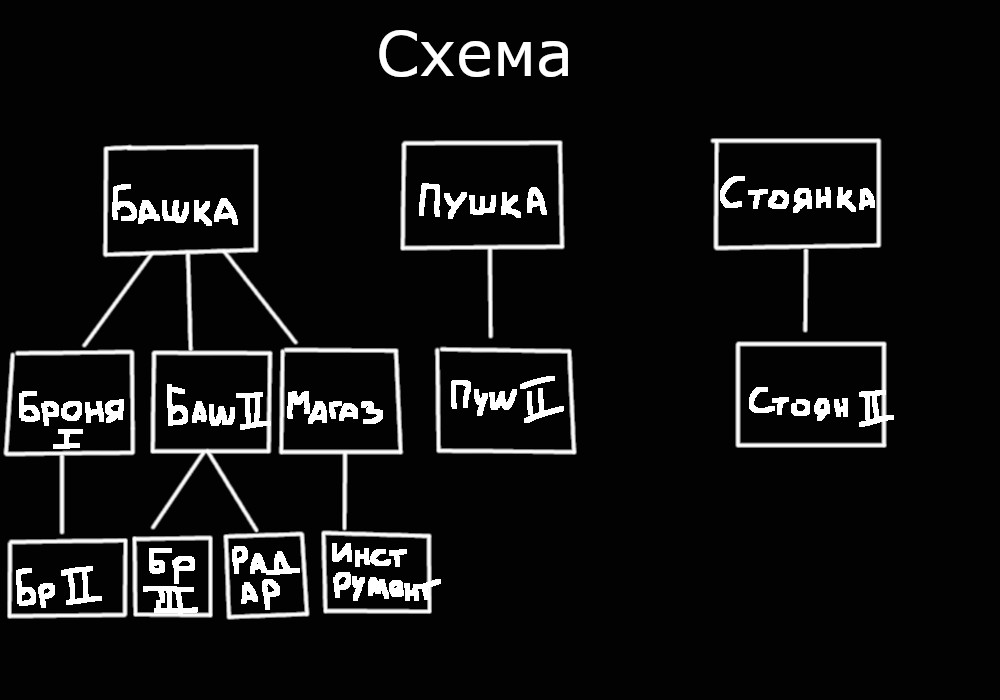 Схема
БАШКА
ПУШКА
СТОЯНКА
БРОНЯ
I
БАШ II
МАГАЗ
ПУШ II
СТОЯН II
БР II
БР
III
РАД
АР
ИНСТ
РУМЕНТ